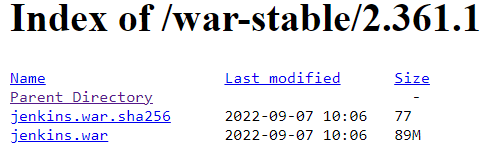 Index of /war-stable/2.361.1
Name Last modified Size
Parent Directory -
jenkins.war.sha256 2022-09-07 10:06 77
jenkins.war 2022-09-07 10:06 89M